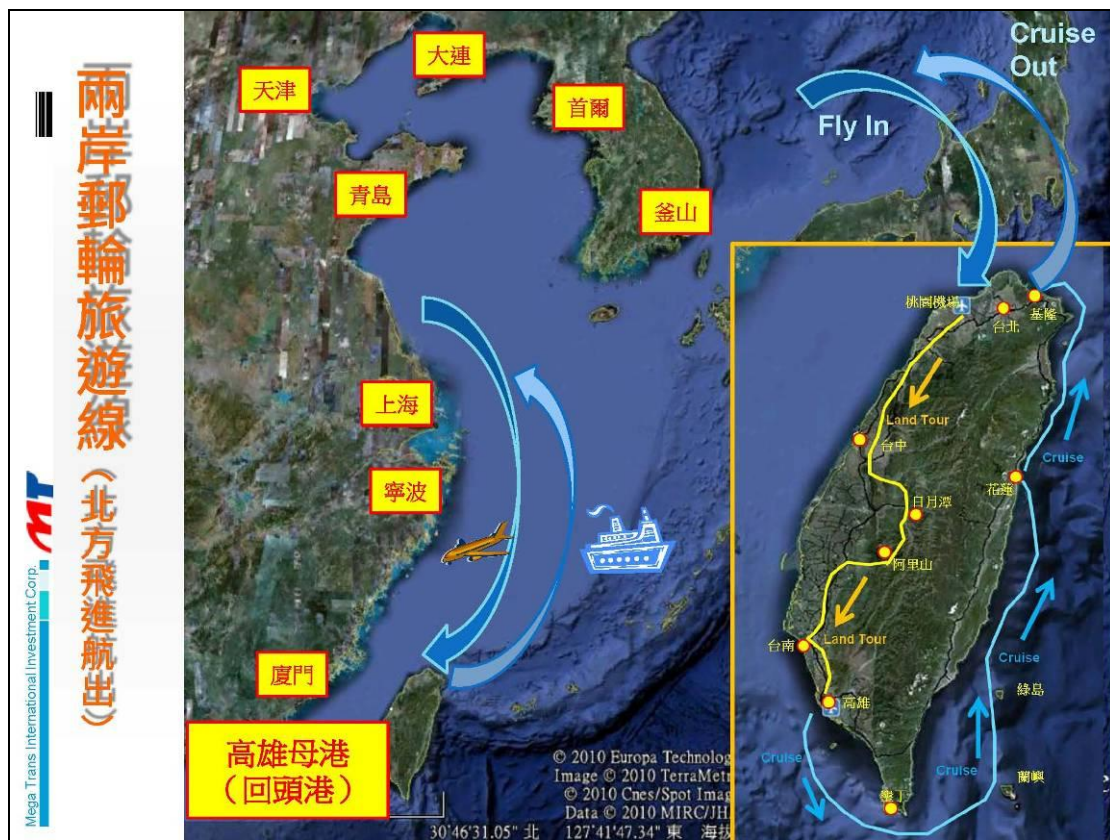 兩岸郵輪旅遊線（北方飛進航出）
MT
Mega Trans International Investment Corp.
大連
天津
首爾
青島
釜山
上海
寧波
廈門
高雄母港
（回頭港）
Cruise
Out
Fly In
桃園機場
台北
基隆
Land Tour
台中
Cruise
花蓮
日月潭
阿里山
Land Tour
台南
Cruise
高雄
綠島
Cruise
Cruise
蘭嶼
墾丁
© 2010 Europa Technolog
Image © 2010 TerraMetr
© 2010 Cnes/Spot Imag
Data © 2010 MIRC/JH
30°46'31.05" 北 127°41'47.34" 東 海拔